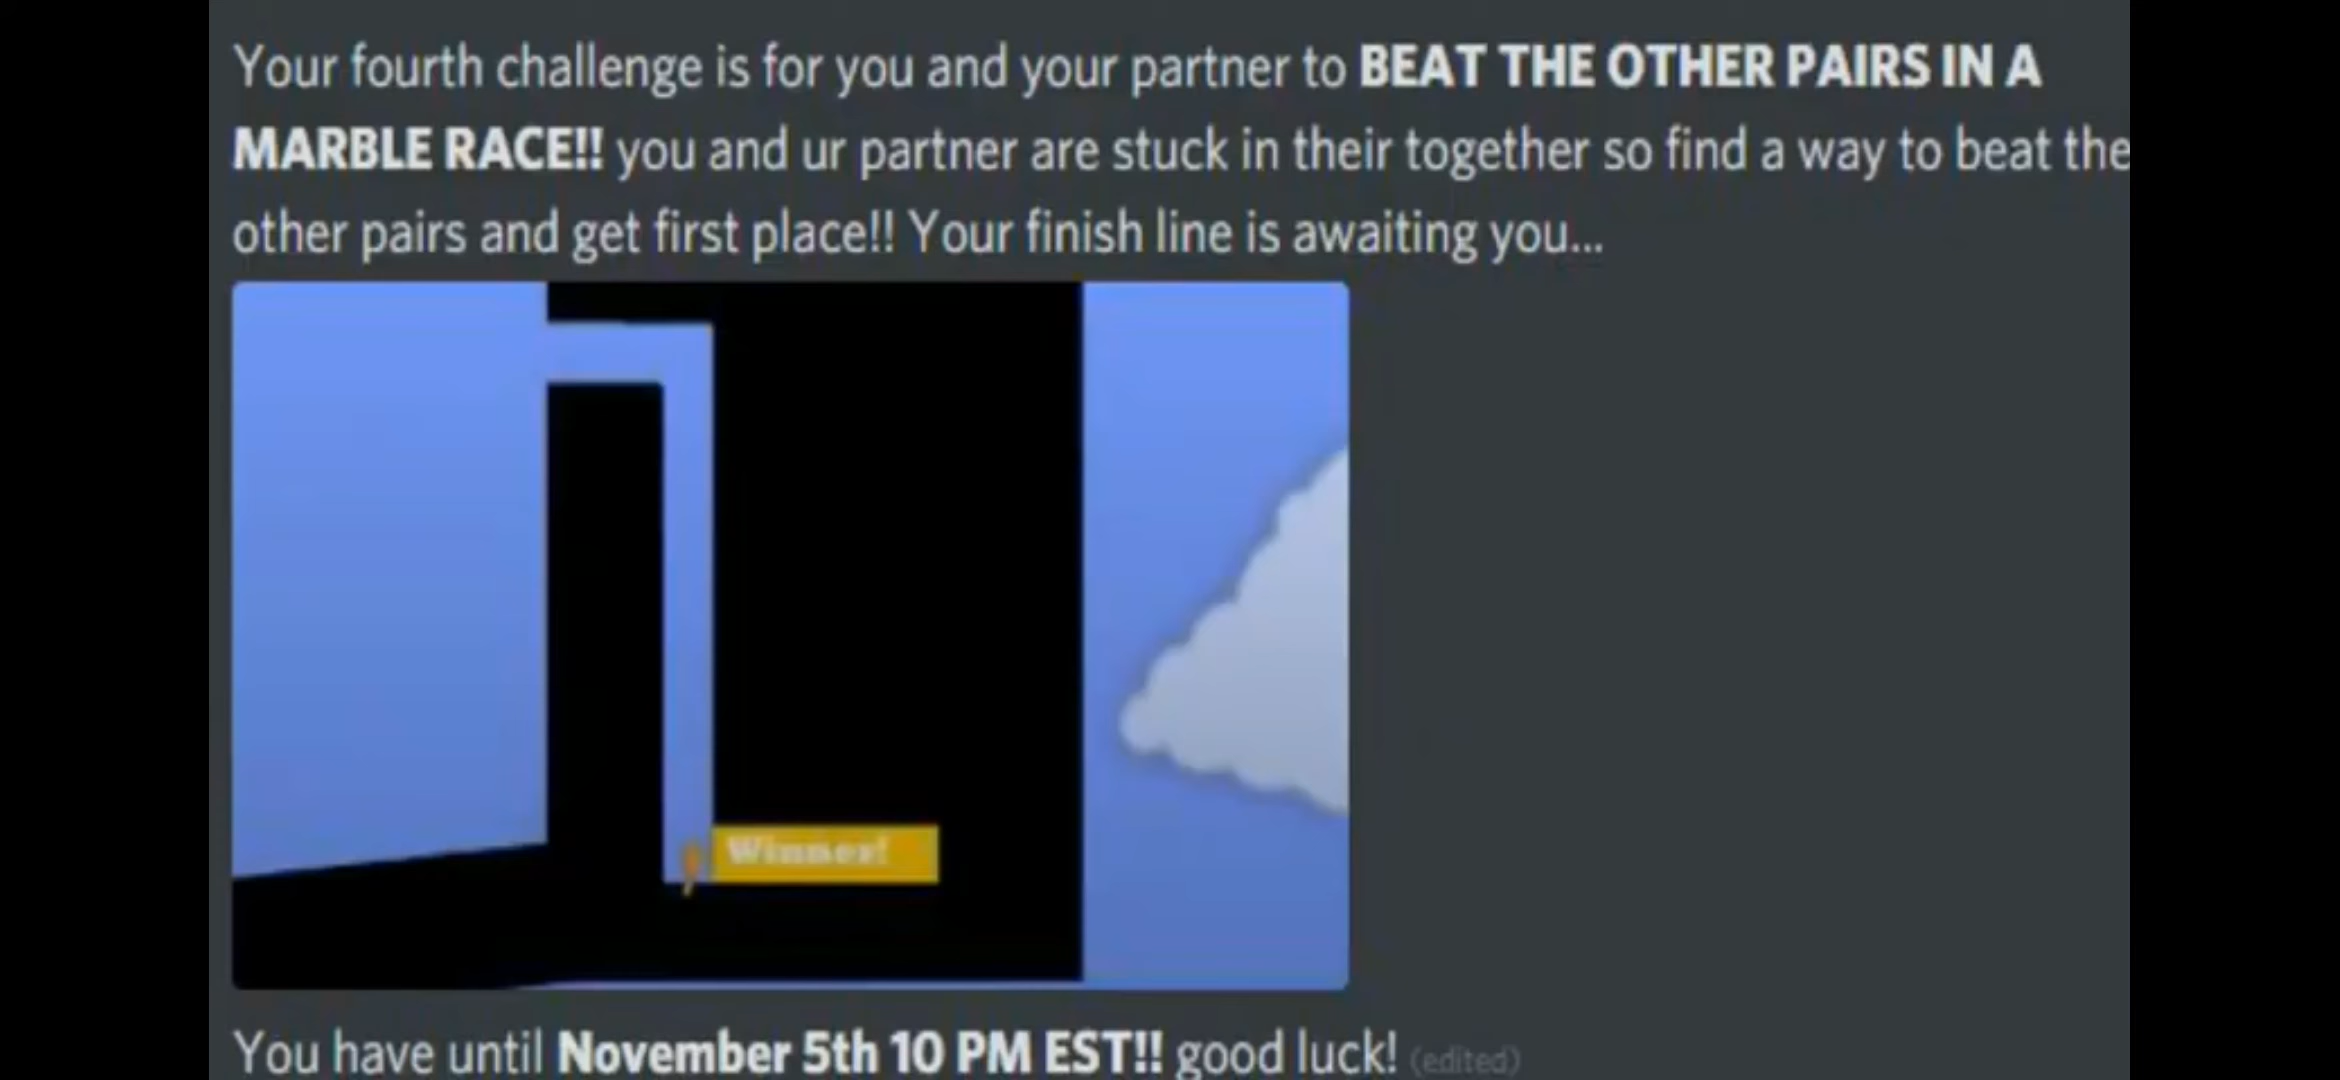 Your fourth challenge is for you and your partner to BEAT THE OTHER PAIRS IN A
MARBLE RACE!! you and ur partner are stuck in their together so find a way to beat the
other pairs and get first place!! Your finish line is awaiting you...
Winner!
You have until November 5th 10 PM EST!! good luck! (edited)